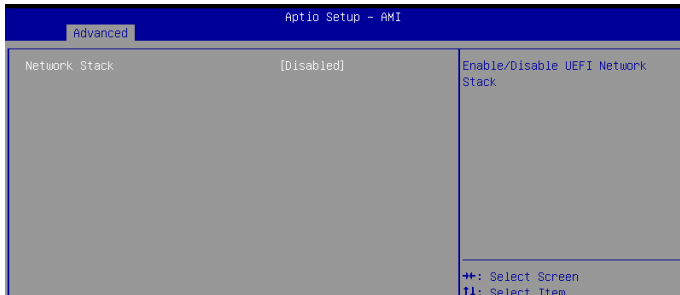 Aptio Setup – AMI
Advanced
Network Stack [Disabled]
Enable/Disable UEFI Network
Stack
→←: Select Screen
↑↓: Select Item